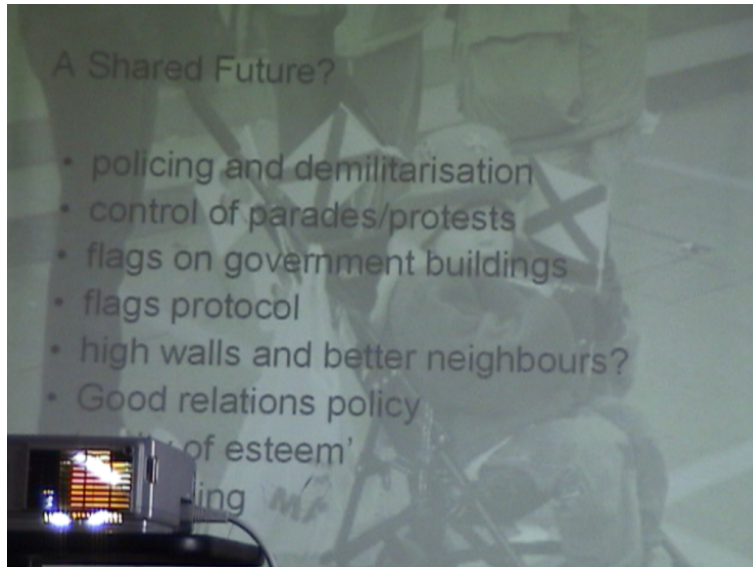 A Shared Future?
• policing and demilitarisation
• control of parades/protests
• flags on government buildings
• flags protocol
• high walls and better neighbours?
• Good relations policy
of esteem’